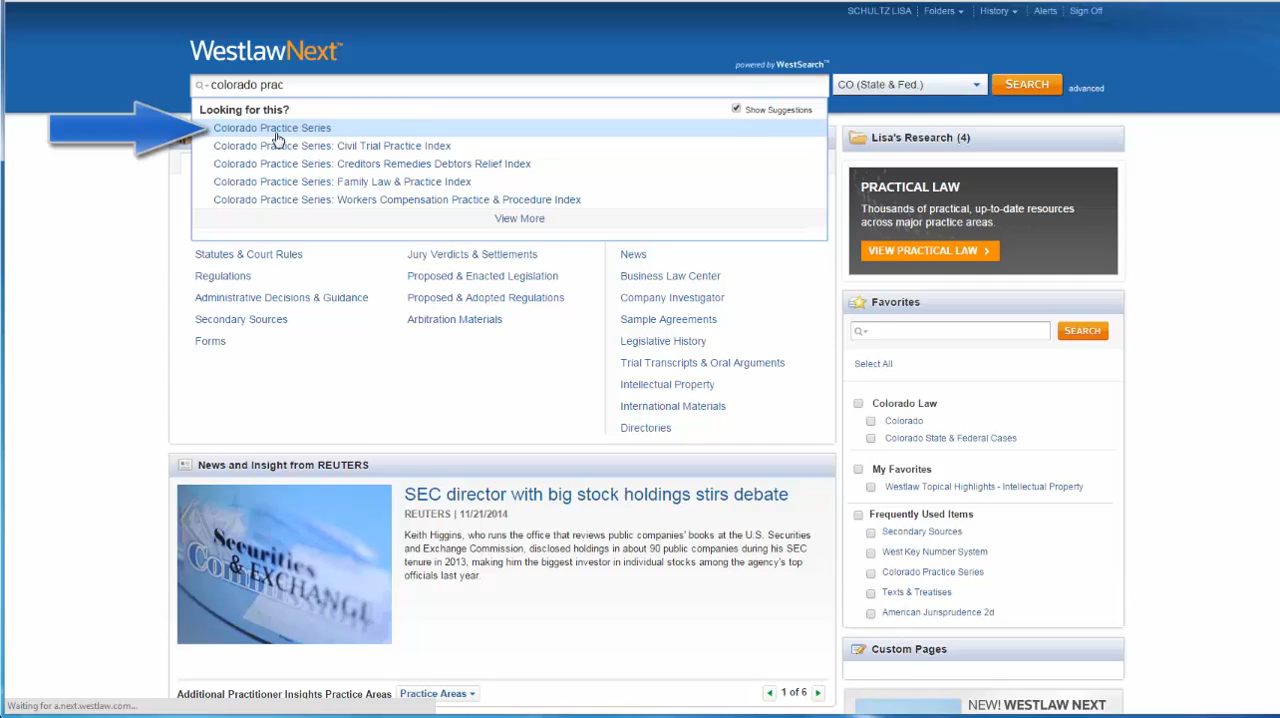 SCHULTZ LISA | Folders | History | Alerts | Sign Off
WestlawNext™
powered by WestSearch™
colorado prac
CO (State & Fed.)
SEARCH
advanced
Looking for this?
Show Suggestions
Colorado Practice Series
Colorado Practice Series: Civil Trial Practice Index
Colorado Practice Series: Creditors Remedies Debtors Relief Index
Colorado Practice Series: Family Law & Practice Index
Colorado Practice Series: Workers Compensation Practice & Procedure Index
View More
Statutes & Court Rules
Regulations
Administrative Decisions & Guidance
Secondary Sources
Forms
Jury Verdicts & Settlements
Proposed & Enacted Legislation
Proposed & Adopted Regulations
Arbitration Materials
News
Business Law Center
Company Investigator
Sample Agreements
Legislative History
Trial Transcripts & Oral Arguments
Intellectual Property
International Materials
Directories
News and Insight from REUTERS
Securities
Commiss
& EXCHANGE
SEC director with big stock holdings stirs debate
REUTERS | 11/21/2014
Keith Higgins, who runs the office that reviews public companies' books at the U.S. Securities
and Exchange Commission, disclosed holdings in about 90 public companies during his SEC
tenure in 2013, making him the biggest investor in individual stocks among the agency's top
officials last year.
Additional Practitioner Insights Practice Areas
Practice Areas
1 of 6
Waiting for a.next.westlaw.com...
Lisa's Research (4)
PRACTICAL LAW
Thousands of practical, up-to-date resources
across major practice areas.
VIEW PRACTICAL LAW >
Favorites
SEARCH
Select All
Colorado Law
Colorado
Colorado State & Federal Cases
My Favorites
Westlaw Topical Highlights - Intellectual Property
Frequently Used Items
Secondary Sources
West Key Number System
Colorado Practice Series
Texts & Treatises
American Jurisprudence 2d
Custom Pages
NEW! WESTLAW NEXT